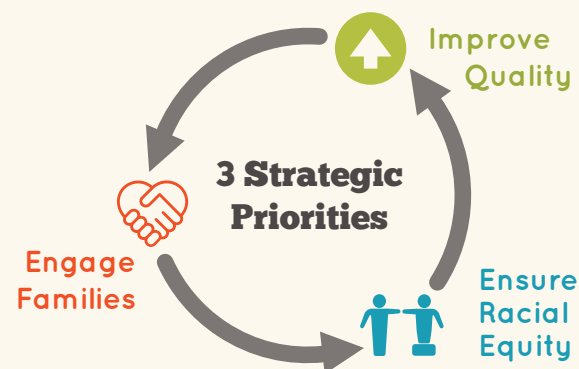 Improve
Quality
3 Strategic
Priorities
Engage
Families
Ensure
Racial
Equity